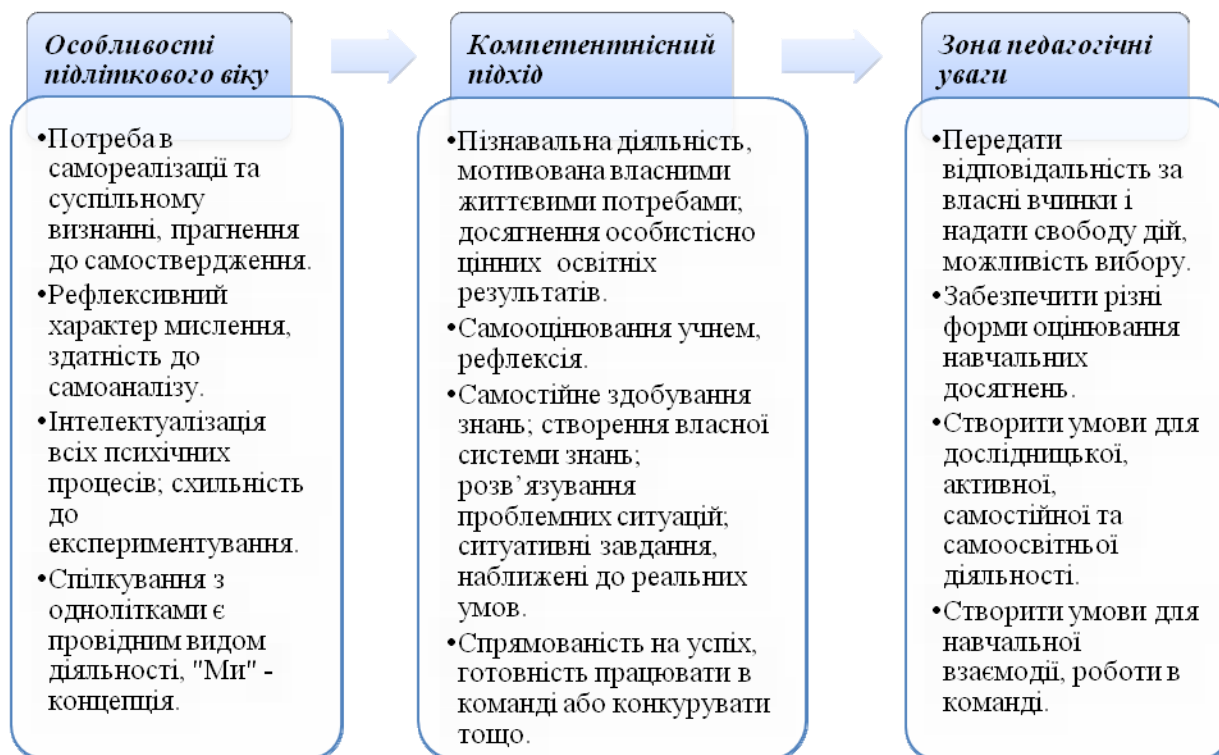 Особливості
підліткового віку
•Потреба в
самореалізації та
суспільному
визнанні, прагнення
до самоствердження.
•Рефлексивний
характер мислення,
здатність до
самоаналізу.
•Інтелектуалізація
всіх психічних
процесів; схильність
до
експериментування.
•Спілкування з
однолітками є
провідним видом
діяльності, "Ми" -
концепція.
Компетентнісний
підхід
•Пізнавальна діяльність,
мотивована власними
життєвими потребами;
досягнення особистісно
цінних освітніх
результатів.
•Самооцінювання учнем,
рефлексія.
•Самостійне здобування
знань; створення власної
системи знань;
розв’язування
проблемних ситуацій;
ситуативні завдання,
наближені до реальних
умов.
•Спрямованість на успіх,
готовність працювати в
команді або конкурувати
тощо.
Зона педагогічні
уваги
•Передати
відповідальність за
власні вчинки і
надати свободу дій,
можливість вибору.
•Забезпечити різні
форми оцінювання
навчальних
досягнень.
•Створити умови для
дослідницької,
активної,
самостійної та
самоосвітньої
діяльності.
•Створити умови для
навчальної
взаємодії, роботи в
команді.